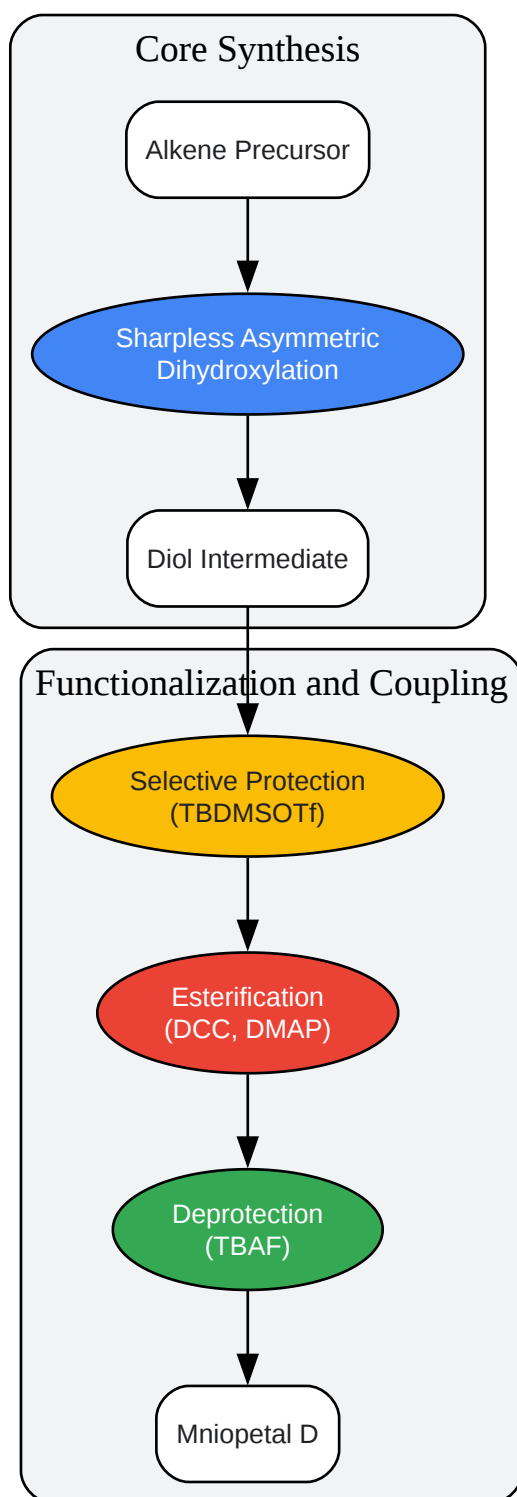 Core Synthesis
Alkene Precursor
Sharpless Asymmetric
Dihydroxylation
Diol Intermediate
Functionalization and Coupling
Selective Protection
(TBDMSOTf)
Esterification
(DCC, DMAP)
Deprotection
(TBAF)
Mniopetal D